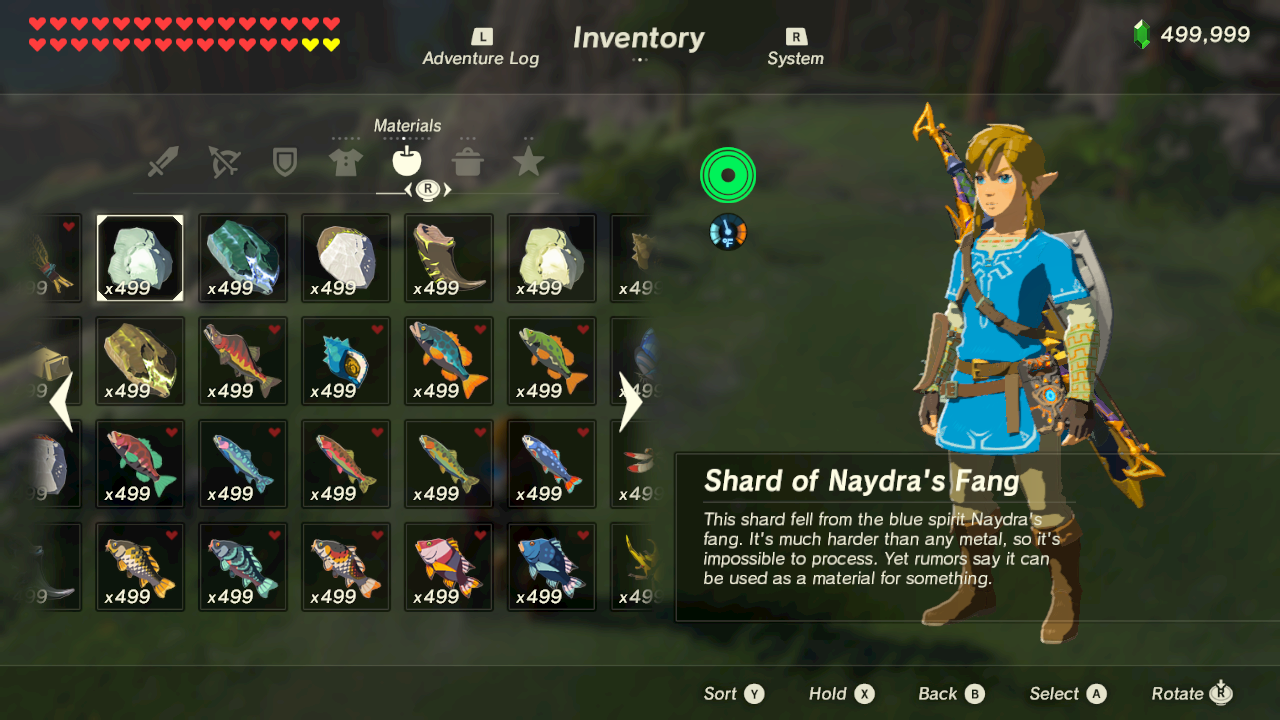 L
Inventory
R
499,999
Adventure Log
System
Materials
R
x499 x499 x499 x499 x499
x499 x499 x499 x499 x499
x499 x499 x499 x499 x499
x499 x499 x499 x499 x499
°F
Shard of Naydra's Fang
This shard fell from the blue spirit Naydra's
fang. It's much harder than any metal, so it's
impossible to process. Yet rumors say it can
be used as a material for something.
Sort Y Hold X Back B Select A Rotate R